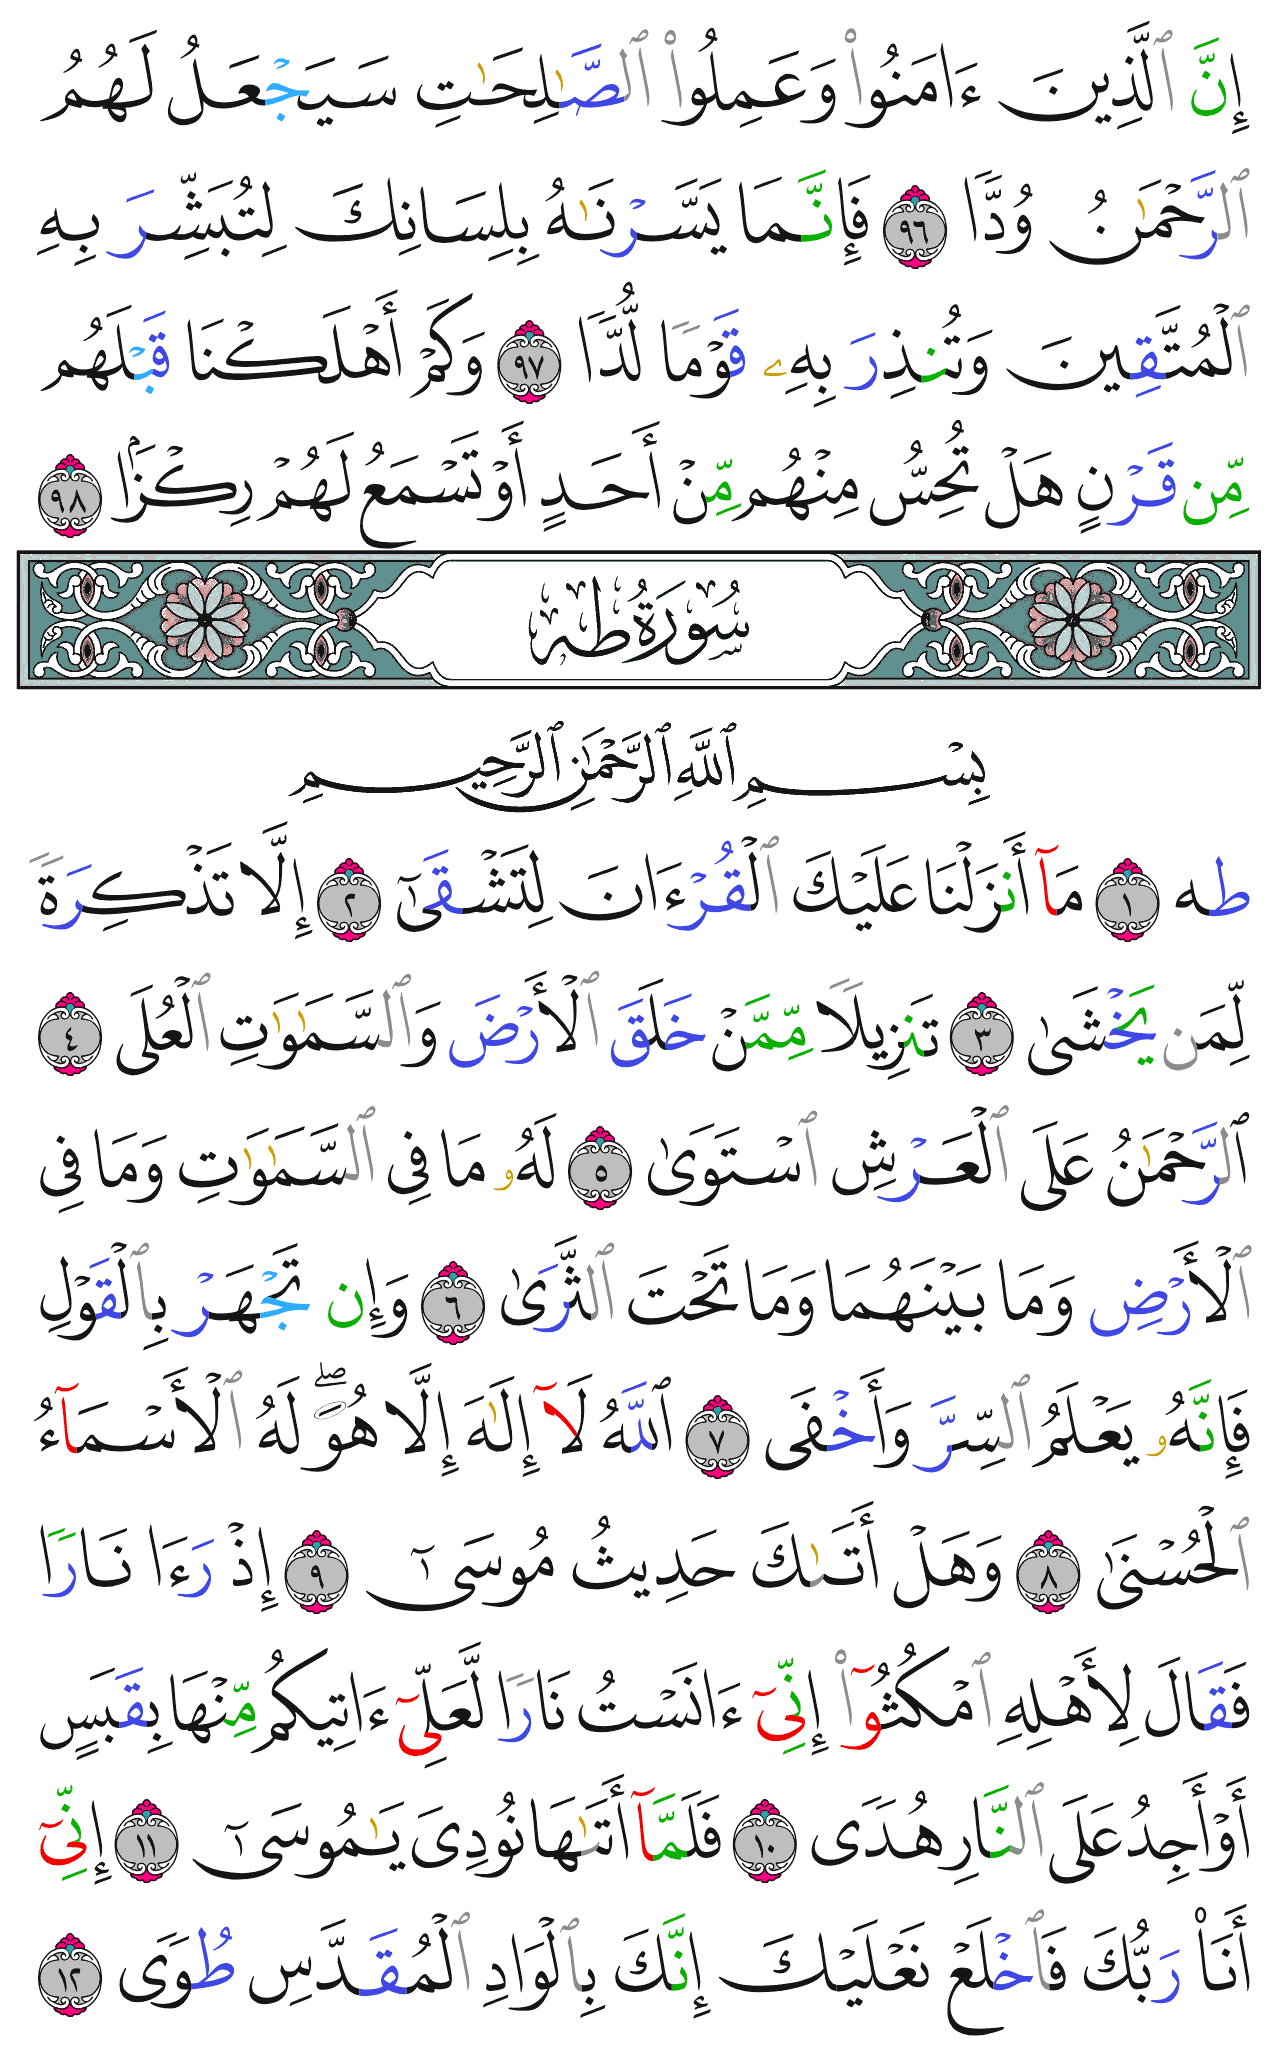 إِنَّ ٱلَّذِينَ ءَامَنُوا۟ وَعَمِلُوا۟ ٱلصَّـٰلِحَـٰتِ سَيَجْعَلُ لَهُمُ
ٱلرَّحْمَـٰنُ وُدًّا ٩٦ فَإِنَّمَا يَسَّرْنَـٰهُ بِلِسَانِكَ لِتُبَشِّرَ بِهِ
ٱلْمُتَّقِينَ وَتُنذِرَ بِهِۦ قَوْمًا لُّدًّا ٩٧ وَكَمْ أَهْلَكْنَا قَبْلَهُم
مِّن قَرْنٍ هَلْ تُحِسُّ مِنْهُم مِّنْ أَحَدٍ أَوْ تَسْمَعُ لَهُمْ رِكْزًۢا ٩٨
سُورَةُ طه
بِسْمِ ٱللَّهِ ٱلرَّحْمَـٰنِ ٱلرَّحِيمِ
طه ١ مَآ أَنزَلْنَا عَلَيْكَ ٱلْقُرْءَانَ لِتَشْقَىٰٓ ٢ إِلَّا تَذْكِرَةً
لِّمَن يَخْشَىٰ ٣ تَنزِيلًا مِّمَّنْ خَلَقَ ٱلْأَرْضَ وَٱلسَّمَـٰوَٰتِ ٱلْعُلَى ٤
ٱلرَّحْمَـٰنُ عَلَى ٱلْعَرْشِ ٱسْتَوَىٰ ٥ لَهُۥ مَا فِى ٱلسَّمَـٰوَٰتِ وَمَا فِى
ٱلْأَرْضِ وَمَا بَيْنَهُمَا وَمَا تَحْتَ ٱلثَّرَىٰ ٦ وَإِن تَجْهَرْ بِٱلْقَوْلِ
فَإِنَّهُۥ يَعْلَمُ ٱلسِّرَّ وَأَخْفَى ٧ ٱللَّهُ لَآ إِلَـٰهَ إِلَّا هُوَ ۖ لَهُ ٱلْأَسْمَآءُ
ٱلْحُسْنَىٰ ٨ وَهَلْ أَتَىٰكَ حَدِيثُ مُوسَىٰٓ ٩ إِذْ رَءَا نَارًا
فَقَالَ لِأَهْلِهِ ٱمْكُثُوٓا۟ إِنِّىٓ ءَانَسْتُ نَارًا لَّعَلِّىٓ ءَاتِيكُم مِّنْهَا بِقَبَسٍ
أَوْ أَجِدُ عَلَى ٱلنَّارِ هُدًى ١٠ فَلَمَّآ أَتَىٰهَا نُودِىَ يَـٰمُوسَىٰٓ ١١ إِنِّىٓ
أَنَا۠ رَبُّكَ فَٱخْلَعْ نَعْلَيْكَ إِنَّكَ بِٱلْوَادِ ٱلْمُقَدَّسِ طُوًى ١٢